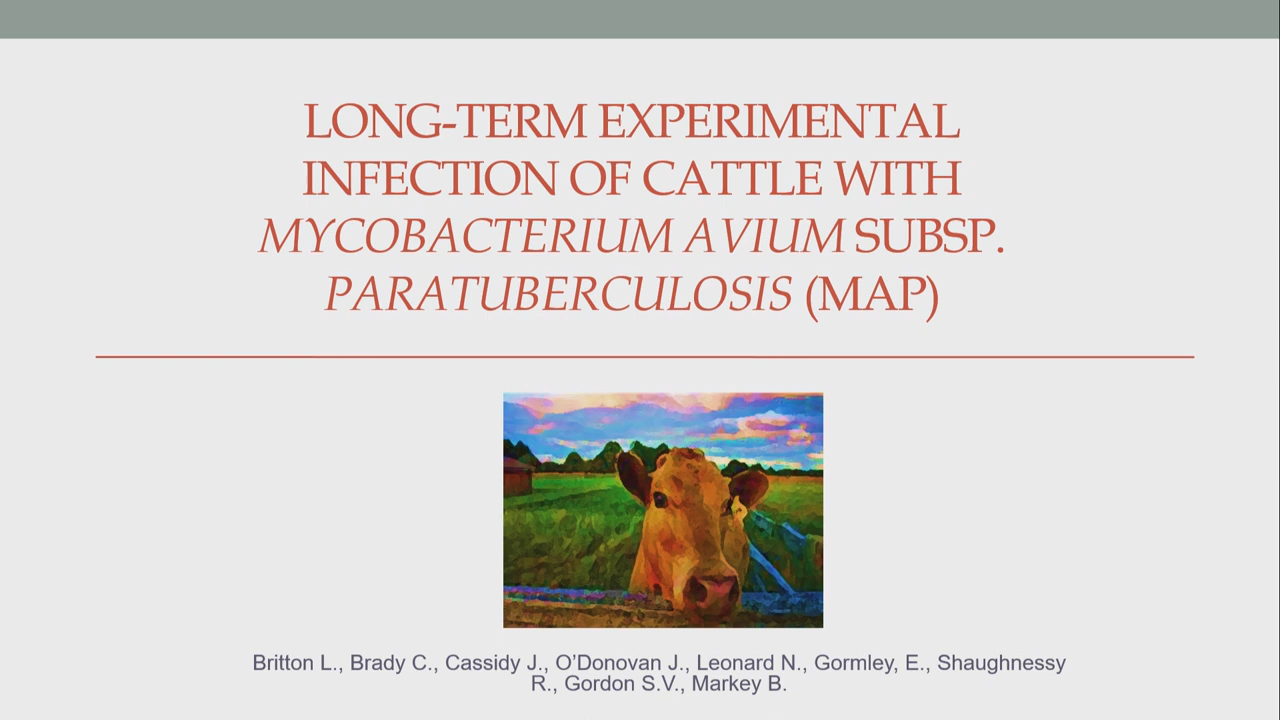 LONG-TERM EXPERIMENTAL
INFECTION OF CATTLE WITH
MYCOBACTERIUM AVIUM SUBSP.
PARATUBERCULOSIS (MAP)
Britton L., Brady C., Cassidy J., O’Donovan J., Leonard N., Gormley, E., Shaughnessy
R., Gordon S.V., Markey B.